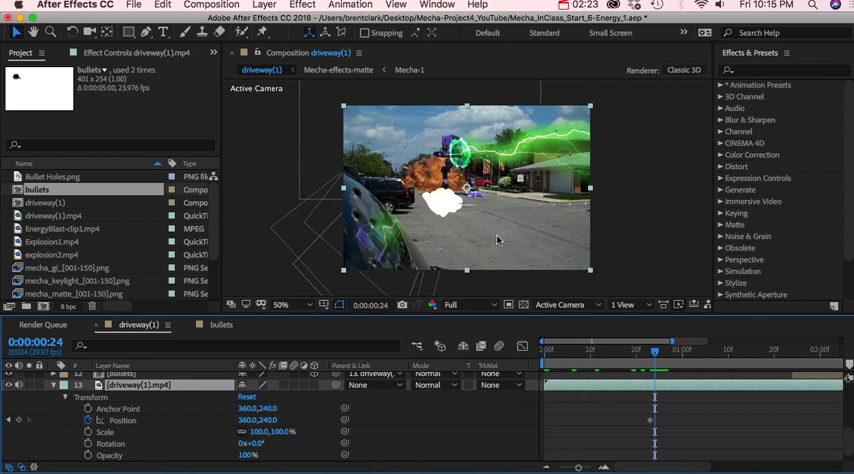 After Effects CC File Edit Composition Layer Effect Animation View Window Help 02:23 Fri 10:15 PM
Adobe After Effects CC 2018 - /Users/brentclark/Desktop/Mecha-Project4_YouTube/Mecha_InClass_Start_6-Energy_1.aep *
Snapping Default Standard Small Screen Search Help
Project Effect Controls driveway(1).mp4 Composition driveway(1) Effects & Presets
bullets, used 2 times
401 x 254 (1.00)
Δ 0:00:05:00, 23.976 fps
driveway(1) Mecha-effects-matte Mecha-1 Renderer: Classic 3D
Active Camera
* Animation Presets
3D Channel
Audio
Blur & Sharpen
Channel
CINEMA 4D
Color Correction
Distort
Expression Controls
Generate
Immersive Video
Keying
Matte
Noise & Grain
Obsolete
Perspective
Simulation
Stylize
Synthetic Aperture
Name Type
Bullet Holes.png PNG file
bullets Compo
driveway(1) Compo
driveway(1).mp4 QuickTi
EnergyBlast-clip1.mp4 MPEG
Explosion1.mp4 QuickTi
explosion2.mp4 QuickTi
mecha_gi_[001-150].png PNG Se
mecha_keylight_[001-150].png PNG Se
mecha_matte_[001-150].png PNG Se
8 bpc
50% 0:00:00:24 Full Active Camera 1 View
Render Queue driveway(1) bullets
0:00:00:24
00024 (29.97 fps)
:00f 10f 20f 01:00f 10f 20f 02:00f
# Layer Name Parent & Link Mode T TrkMat
12 [bullets] 13. driveway( Normal None
13 [driveway(1).mp4] None Normal None
Transform Reset
Anchor Point 360.0,240.0
Position 360.0,240.0
Scale 100.0,100.0%
Rotation 0x+0.0°
Opacity 100%